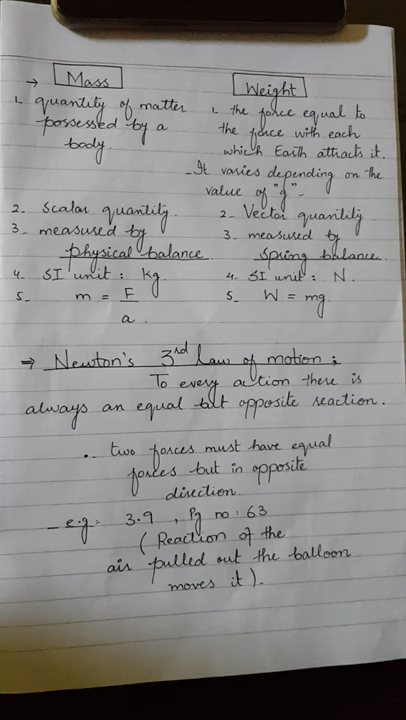 → Mass
1. quantity of matter
possessed by a
body.
2. Scalar quantity.
3- measured by
physical balance
4. SI unit : Kg
5- m = F/a.
Weight
1. the force equal to
the force with each
which Earth attracts it.
- It varies depending on the
value of "g"-
2- Vector quantity.
3. measured by
spring balance.
4. SI unit : N.
5. W = mg
→ Newton's 3rd Law of motion ;
To every action there is
always an equal but opposite reaction.
two forces must have equal
forces but in opposite
direction.
- e.g- 3.9 , Pg no : 63
( Reaction of the
air pulled out the balloon
moves it ).